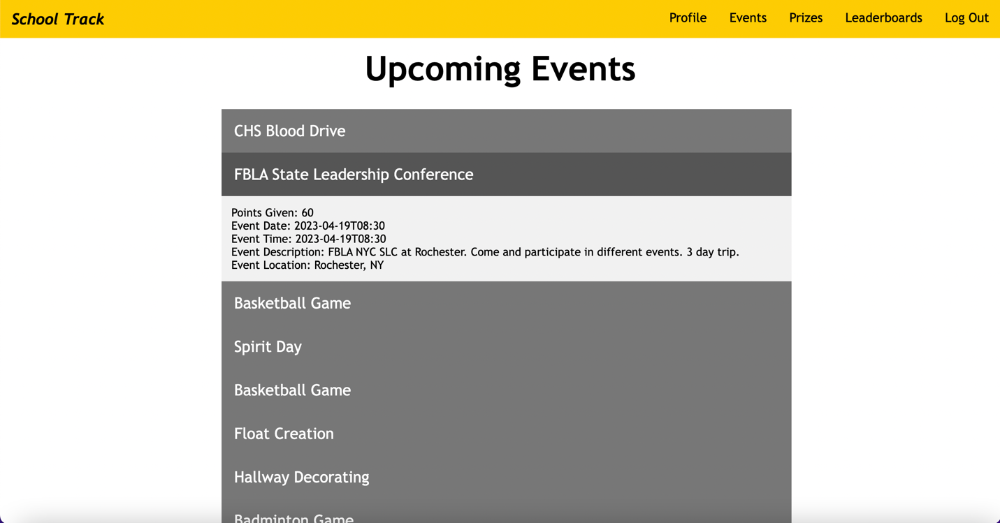 School Track
Profile Events Prizes Leaderboards Log Out
Upcoming Events
CHS Blood Drive
FBLA State Leadership Conference
Points Given: 60
Event Date: 2023-04-19T08:30
Event Time: 2023-04-19T08:30
Event Description: FBLA NYC SLC at Rochester. Come and participate in different events. 3 day trip.
Event Location: Rochester, NY
Basketball Game
Spirit Day
Basketball Game
Float Creation
Hallway Decorating
Badminton Game